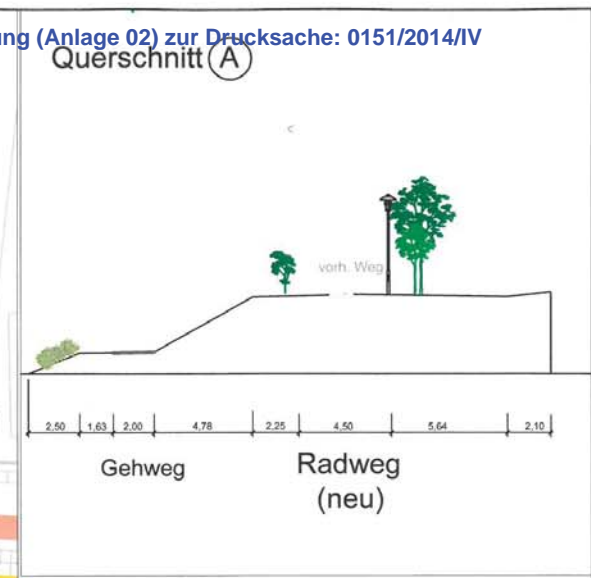 ng (Anlage 02) zur Drucksache: 0151/2014/IV
Querschnitt A
vorh. Weg
2,50 1,63 2,00 4,78 2,25 4,50 5,64 2,10
Gehweg
Radweg
(neu)